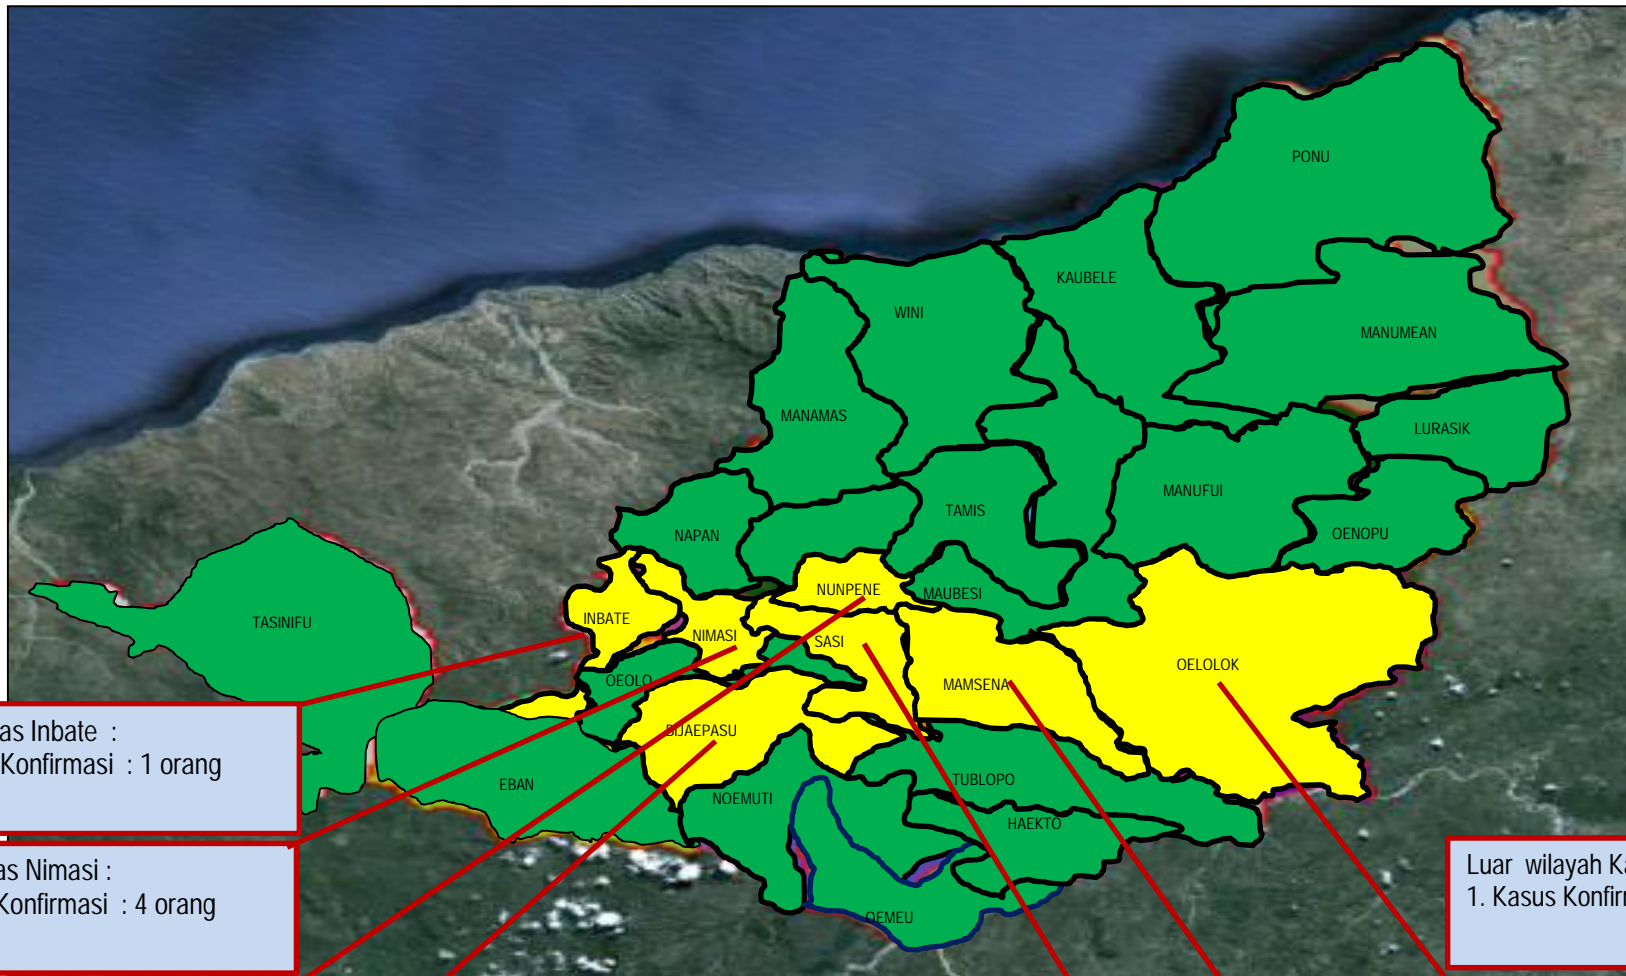 PONU
KAUBELE
WINI
MANUMEAN
MANAMAS
LURASIK
MANUFUI
TAMIS
OENOPU
NAPAN
NUNPENE
MAUBESI
INBATE
TASINIFU
NIMASI
SASI
OELOLOK
OEOLO
MAMSENA
BIJAEPASU
EBAN
TUBLOPO
NOEMUTI
HAEKTO
OEMEU
as Inbate :
Konfirmasi : 1 orang
as Nimasi :
Konfirmasi : 4 orang
Luar wilayah Ka
1. Kasus Konfirm